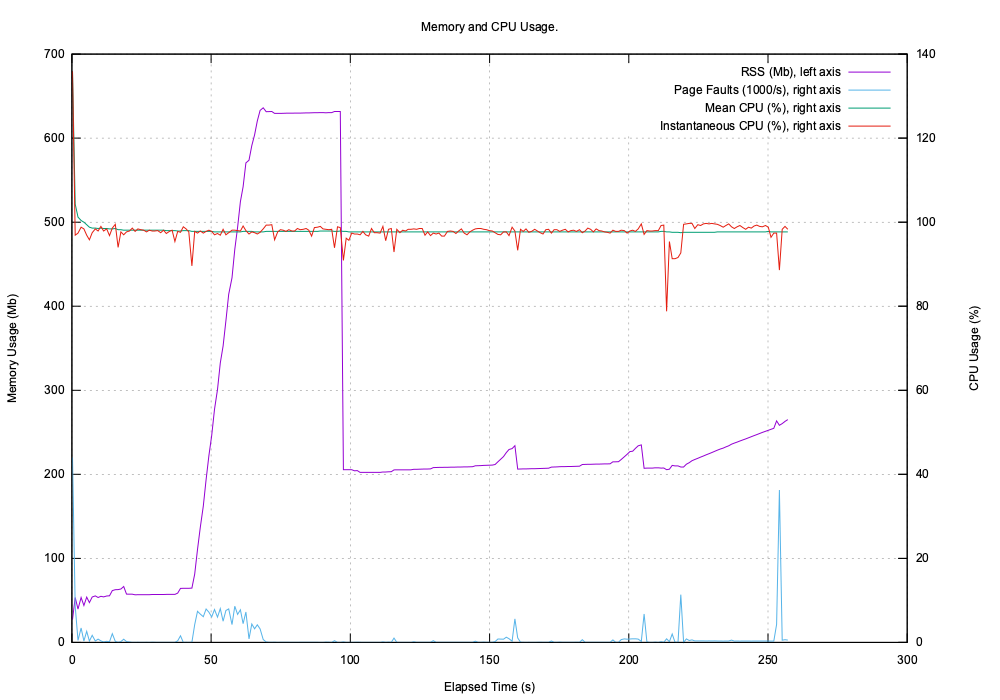 Memory and CPU Usage.
RSS (Mb), left axis
Page Faults (1000/s), right axis
Mean CPU (%), right axis
Instantaneous CPU (%), right axis
Memory Usage (Mb)
700
600
500
400
300
200
100
0
CPU Usage (%)
140
120
100
80
60
40
20
0
0 50 100 150 200 250 300
Elapsed Time (s)